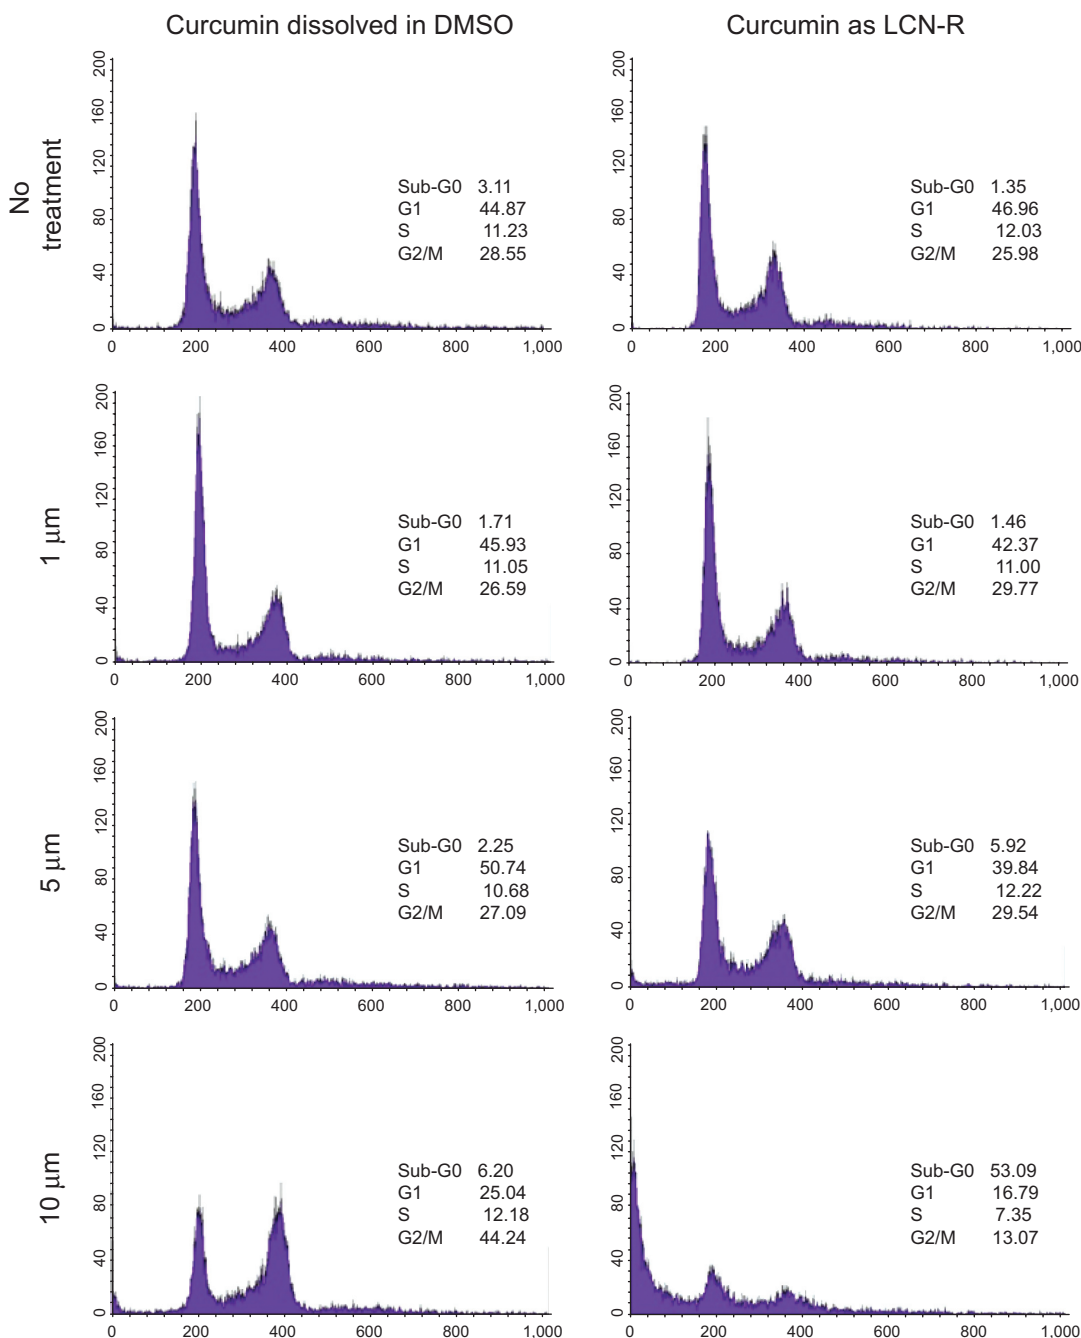 Curcumin dissolved in DMSO
Curcumin as LCN-R
No
treatment
200
160
120
80
40
0
Sub-G0 3.11
G1 44.87
S 11.23
G2/M 28.55
0 200 400 600 800 1,000
200
160
120
80
40
0
Sub-G0 1.35
G1 46.96
S 12.03
G2/M 25.98
0 200 400 600 800 1,000
1 µm
200
160
120
80
40
0
Sub-G0 1.71
G1 45.93
S 11.05
G2/M 26.59
0 200 400 600 800 1,000
200
160
120
80
40
0
Sub-G0 1.46
G1 42.37
S 11.00
G2/M 29.77
0 200 400 600 800 1,000
5 µm
200
160
120
80
40
0
Sub-G0 2.25
G1 50.74
S 10.68
G2/M 27.09
0 200 400 600 800 1,000
200
160
120
80
40
0
Sub-G0 5.92
G1 39.84
S 12.22
G2/M 29.54
0 200 400 600 800 1,000
10 µm
200
160
120
80
40
0
Sub-G0 6.20
G1 25.04
S 12.18
G2/M 44.24
0 200 400 600 800 1,000
200
160
120
80
40
0
Sub-G0 53.09
G1 16.79
S 7.35
G2/M 13.07
0 200 400 600 800 1,000